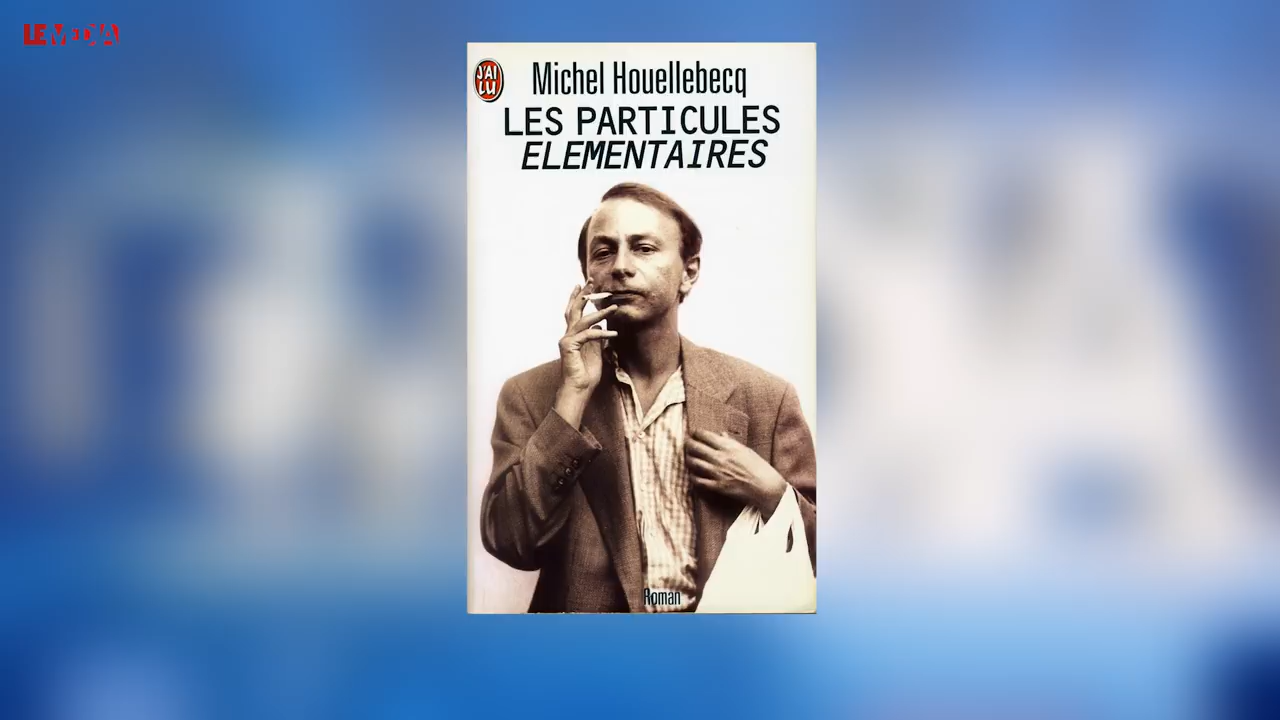 LE MEDIA
J'AI
LU
Michel Houellebecq
LES PARTICULES
ELEMENTAIRES
Roman